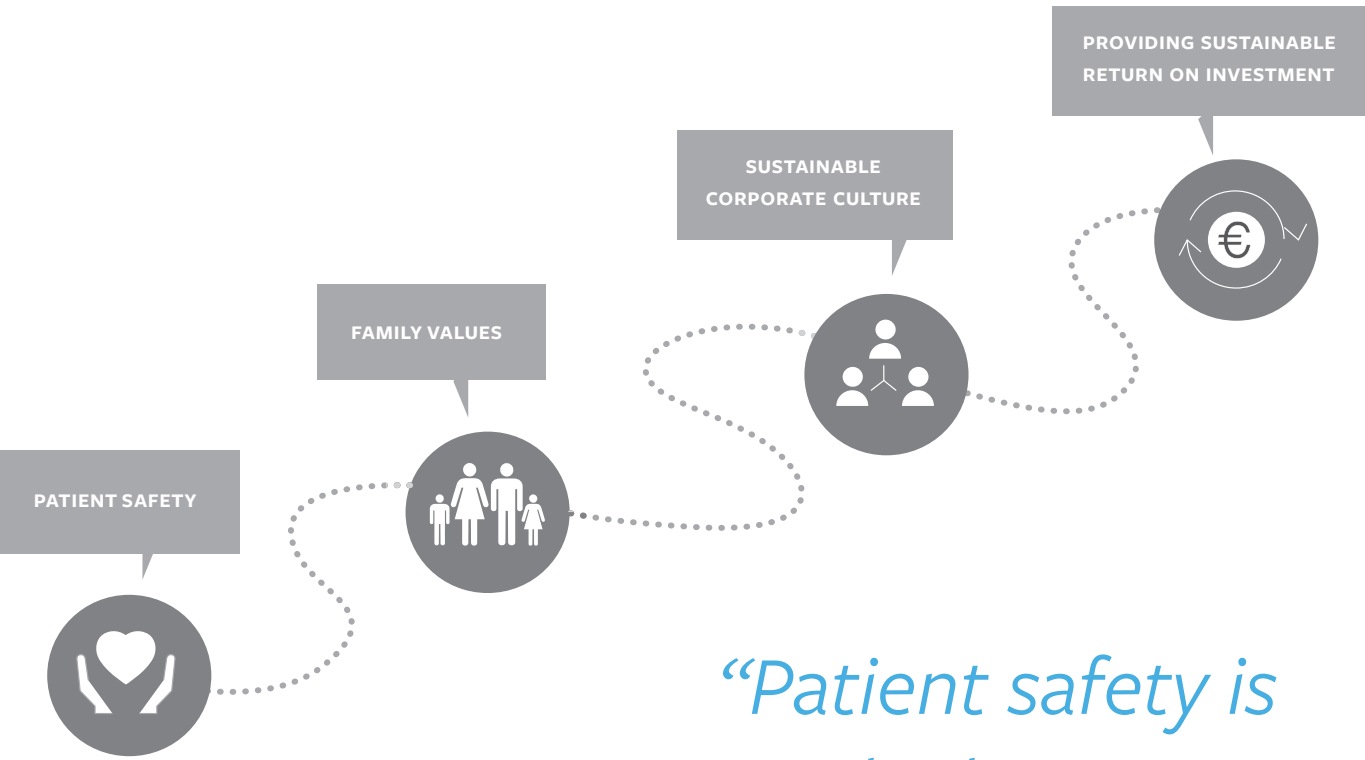 PROVIDING SUSTAINABLE
RETURN ON INVESTMENT
SUSTAINABLE
CORPORATE CULTURE
FAMILY VALUES
PATIENT SAFETY
€
“Patient safety is